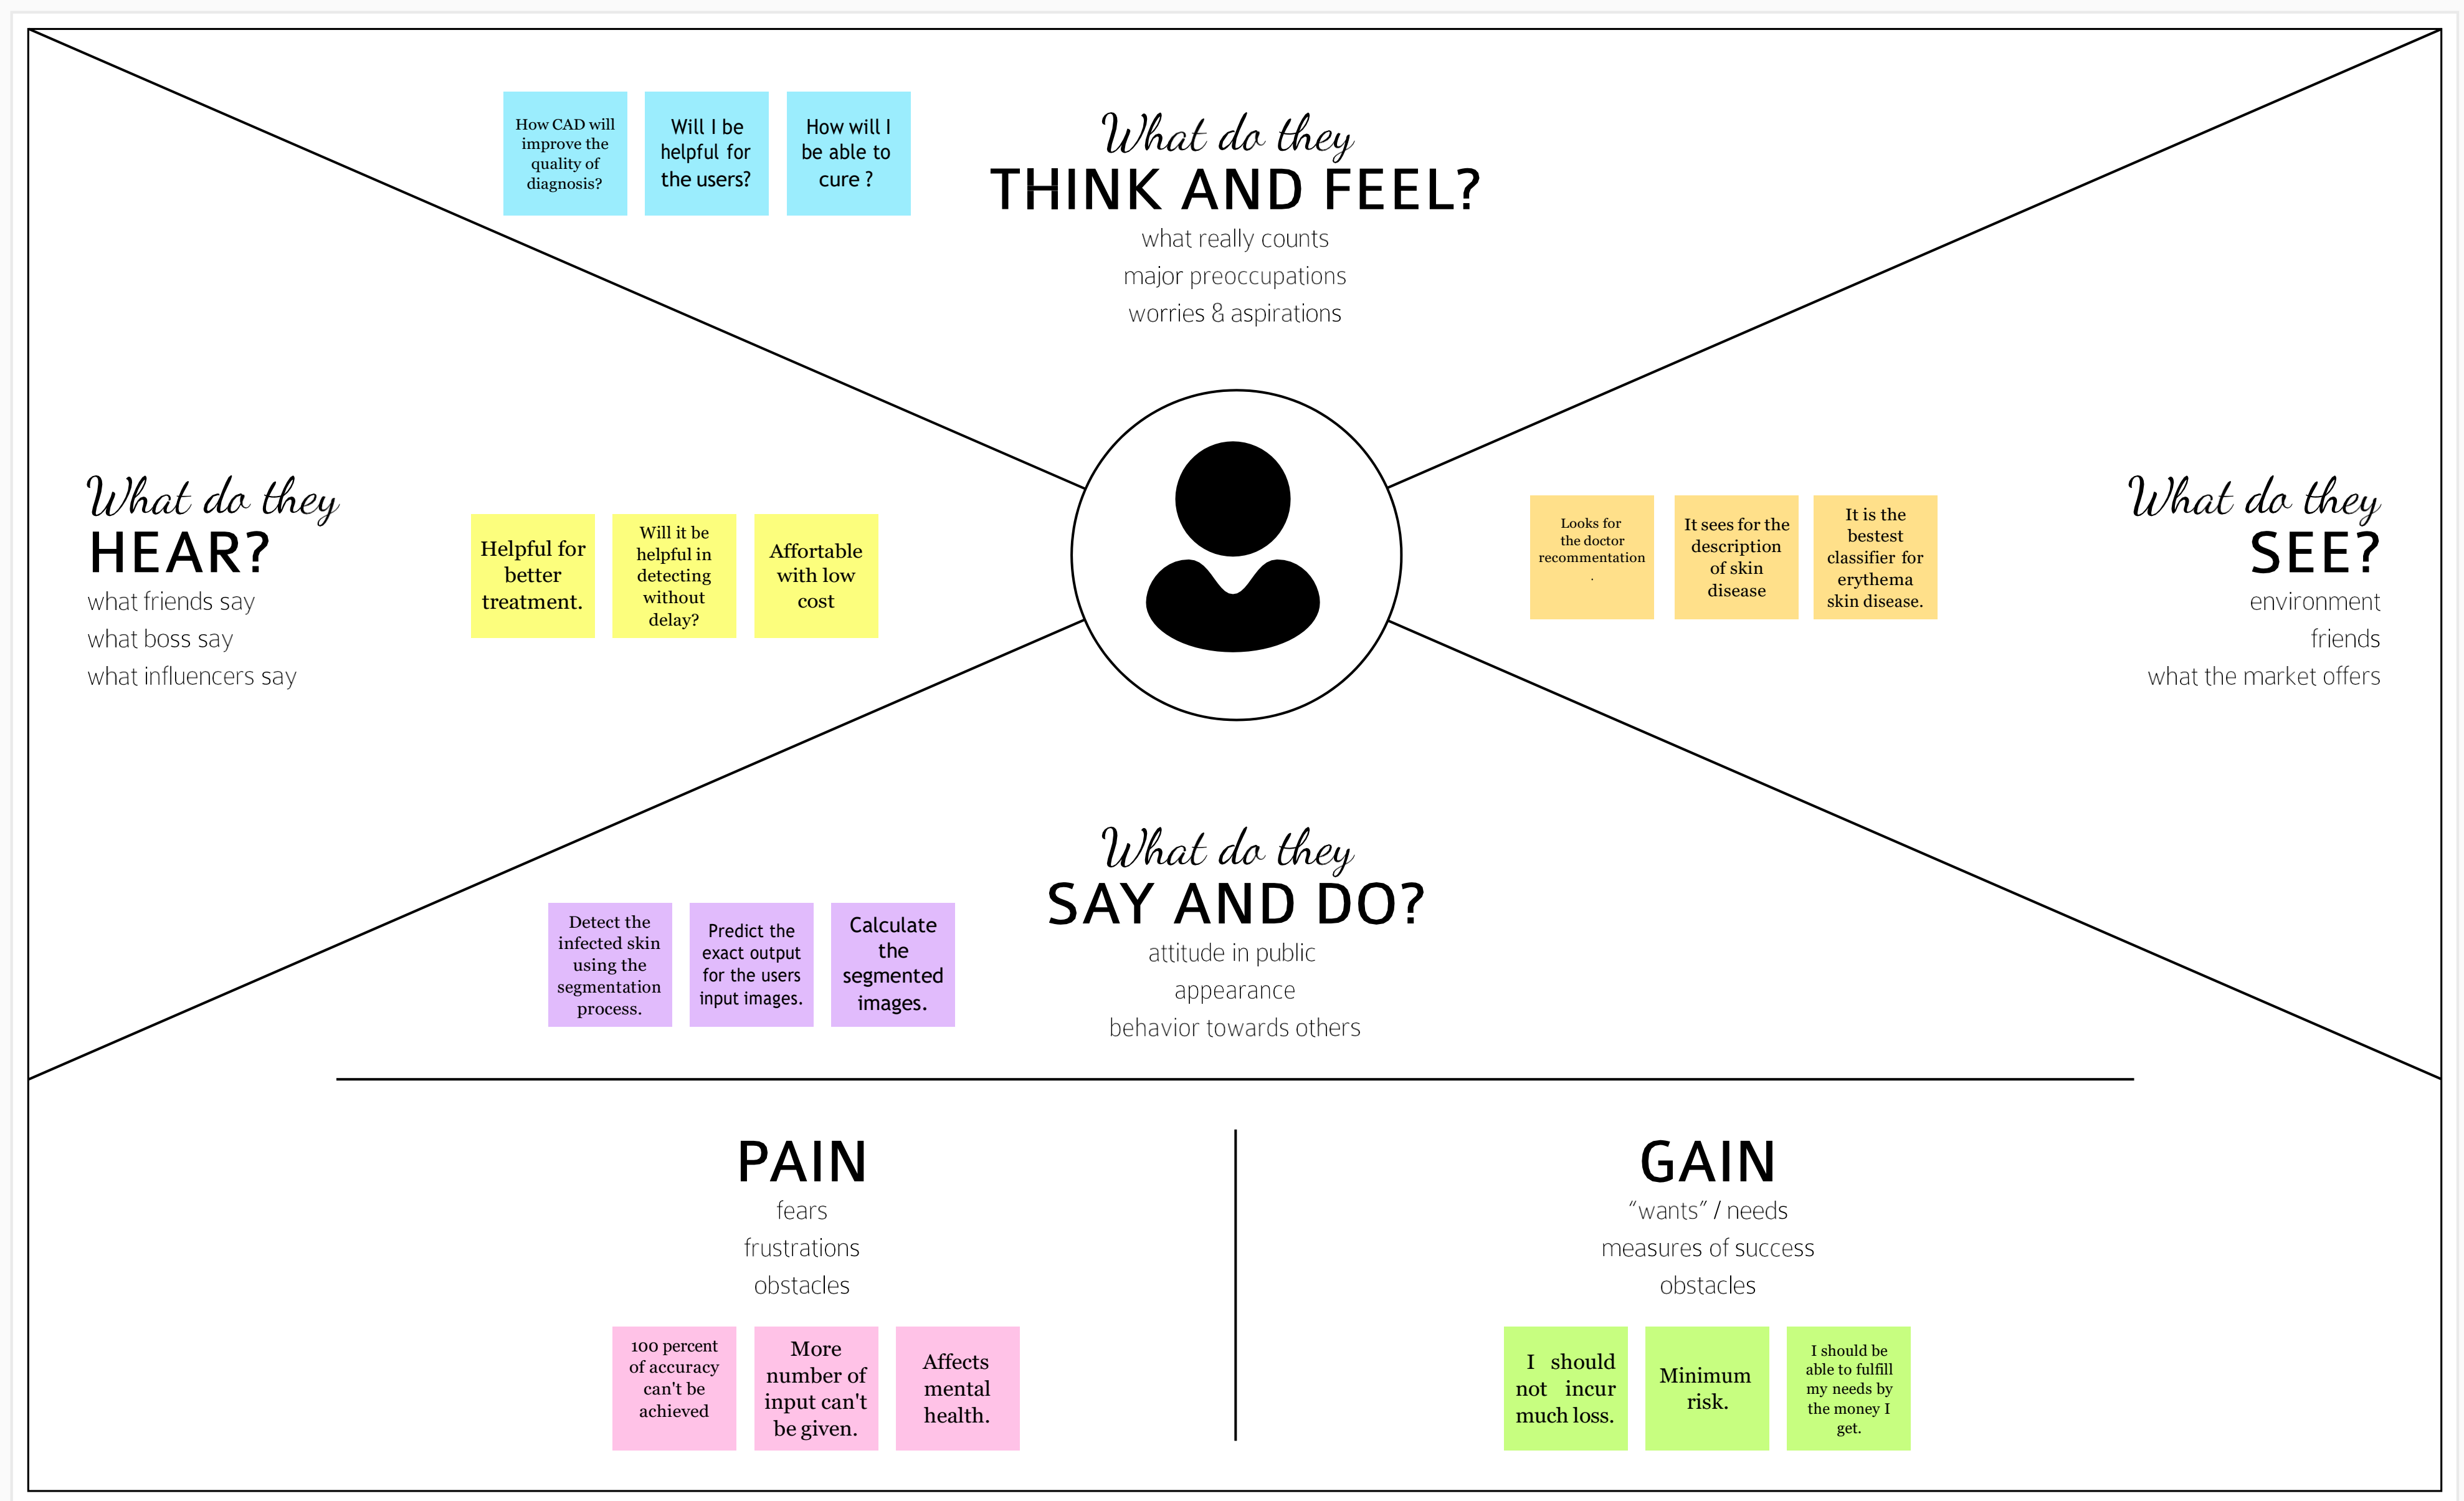 How CAD will
improve the
quality of
diagnosis?
Will I be
helpful for
the users?
How will I
be able to
cure ?
What do they
THINK AND FEEL?
what really counts
major preoccupations
worries & aspirations
What do they
HEAR?
what friends say
what boss say
what influencers say
Helpful for
better
treatment.
Will it be
helpful in
detecting
without
delay?
Affortable
with low
cost
Looks for
the doctor
recommentation
.
It sees for the
description
of skin
disease
It is the
bestest
classifier for
erythema
skin disease.
What do they
SEE?
environment
friends
what the market offers
What do they
SAY AND DO?
attitude in public
appearance
behavior towards others
Detect the
infected skin
using the
segmentation
process.
Predict the
exact output
for the users
input images.
Calculate
the
segmented
images.
PAIN
fears
frustrations
obstacles
100 percent
of accuracy
can't be
achieved
More
number of
input can't
be given.
Affects
mental
health.
GAIN
“wants” / needs
measures of success
obstacles
I should
not incur
much loss.
Minimum
risk.
I should be
able to fulfill
my needs by
the money I
get.